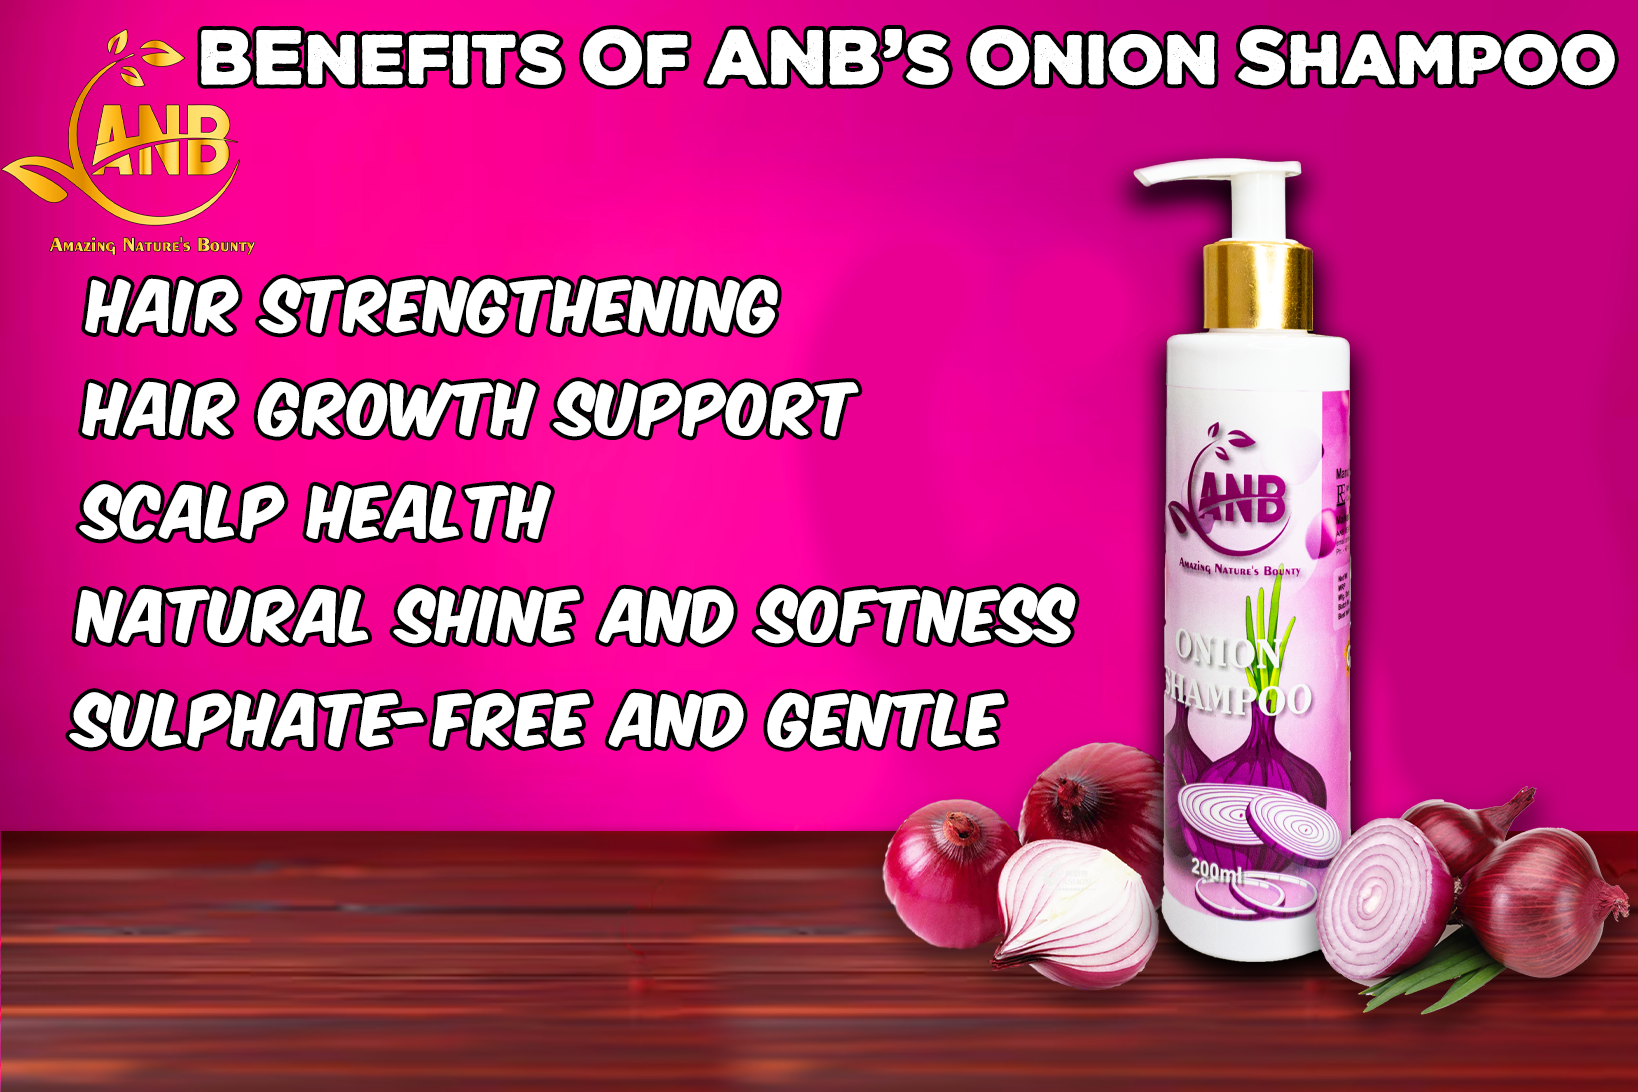 Benefits Of ANB's Onion Shampoo
ANB
Amazing Nature's Bounty
HAIR STRENGTHENING
HAIR GROWTH SUPPORT
SCALP HEALTH
NATURAL SHINE AND SOFTNESS
SULPHATE-FREE AND GENTLE
ANB
Amazing Nature's Bounty
ONION
SHAMPOO
200ml